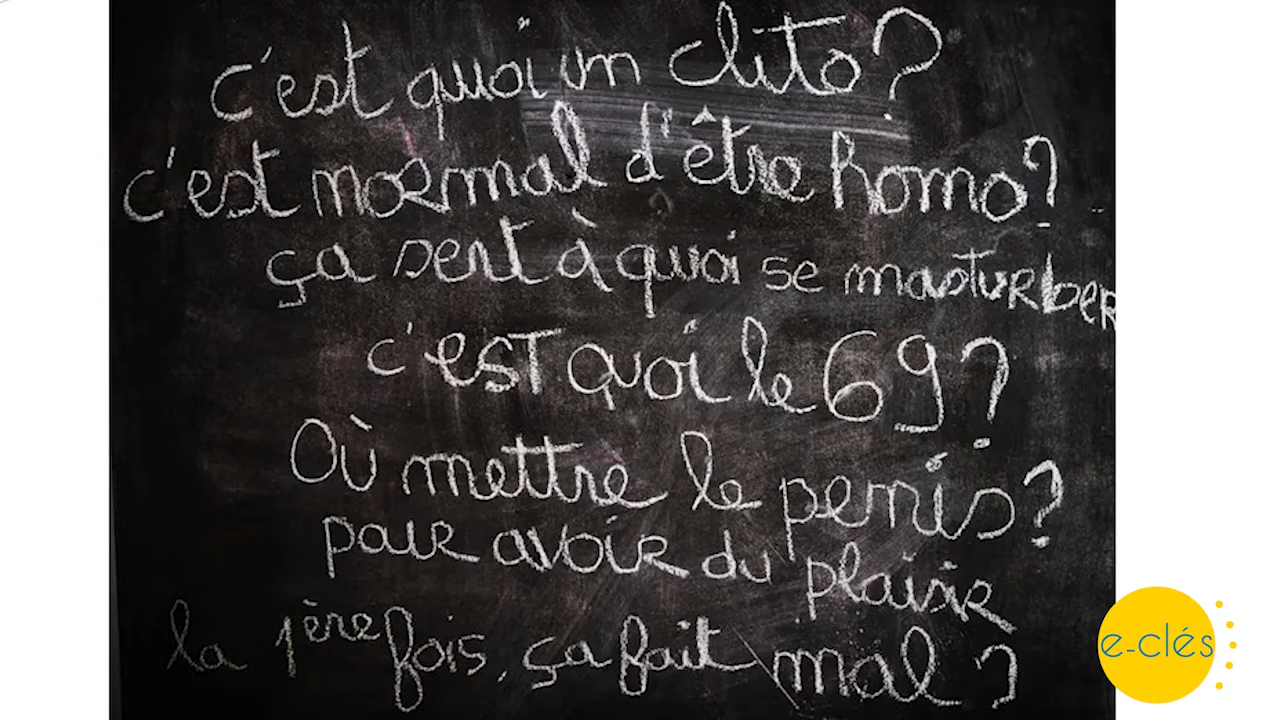 c'est quoi un clito?
c'est normal d'être homo?
ça sert à quoi se masturber
c'est quoi le 69?
Où mettre le penis?
pour avoir du plaisir
la 1ère fois, ça fait mal?
e-clés